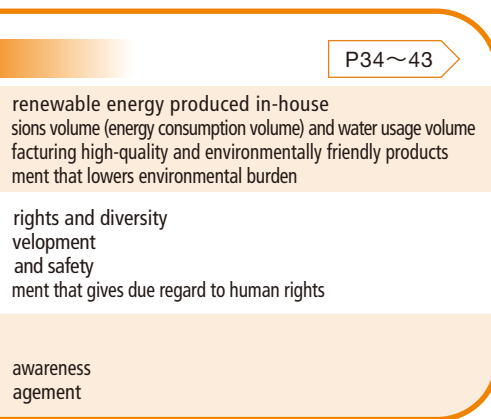 P34～43
renewable energy produced in-house
sions volume (energy consumption volume) and water usage volume
facturing high-quality and environmentally friendly products
ment that lowers environmental burden
rights and diversity
velopment
and safety
ment that gives due regard to human rights
awareness
agement